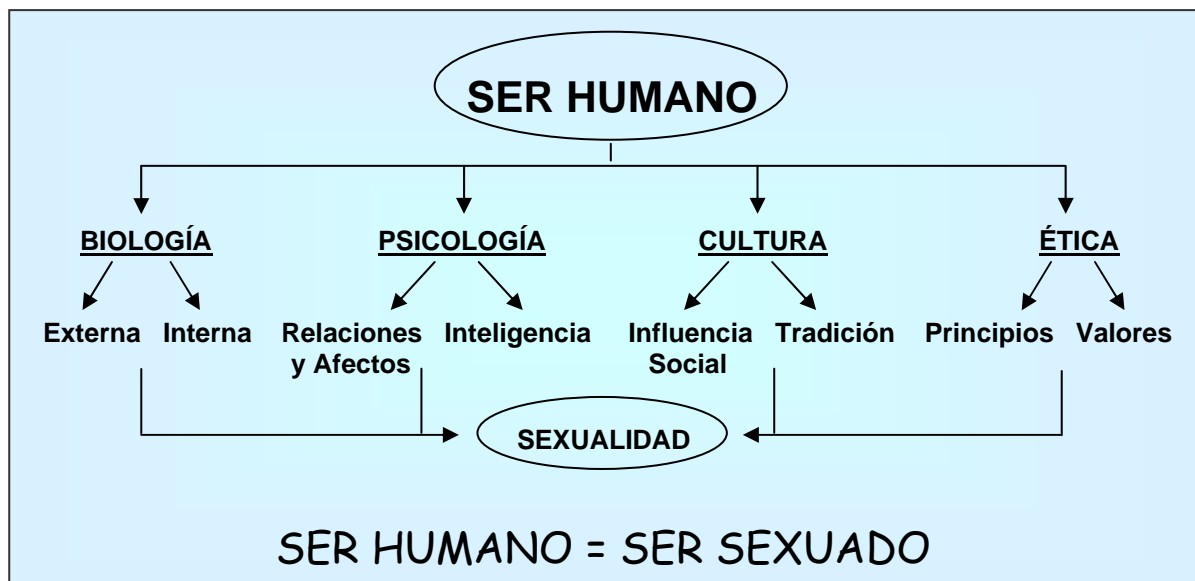 SER HUMANO
BIOLOGÍA PSICOLOGÍA CULTURA ÉTICA
Externa Interna Relaciones y Afectos Inteligencia Influencia Social Tradición Principios Valores
SEXUALIDAD
SER HUMANO = SER SEXUADO